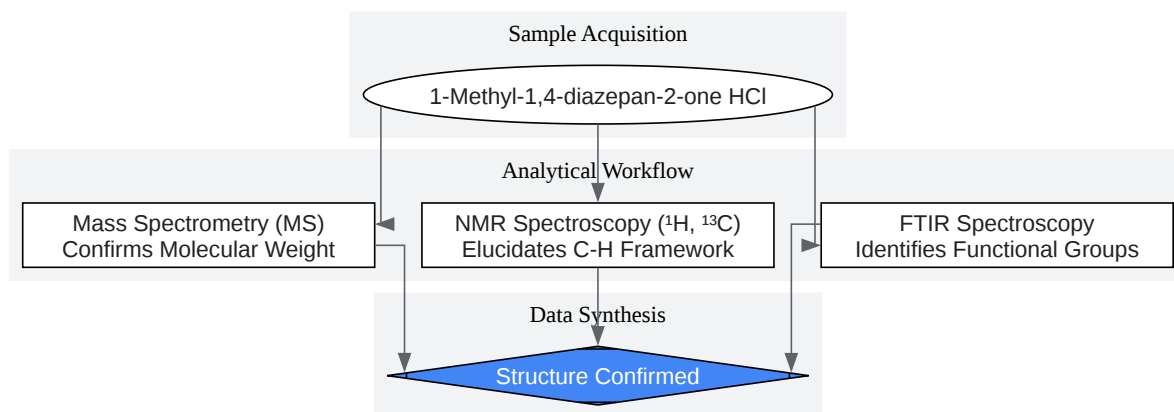 Sample Acquisition
1-Methyl-1,4-diazepan-2-one HCl
Analytical Workflow
Mass Spectrometry (MS)
Confirms Molecular Weight
NMR Spectroscopy (¹H, ¹³C)
Elucidates C-H Framework
FTIR Spectroscopy
Identifies Functional Groups
Data Synthesis
Structure Confirmed